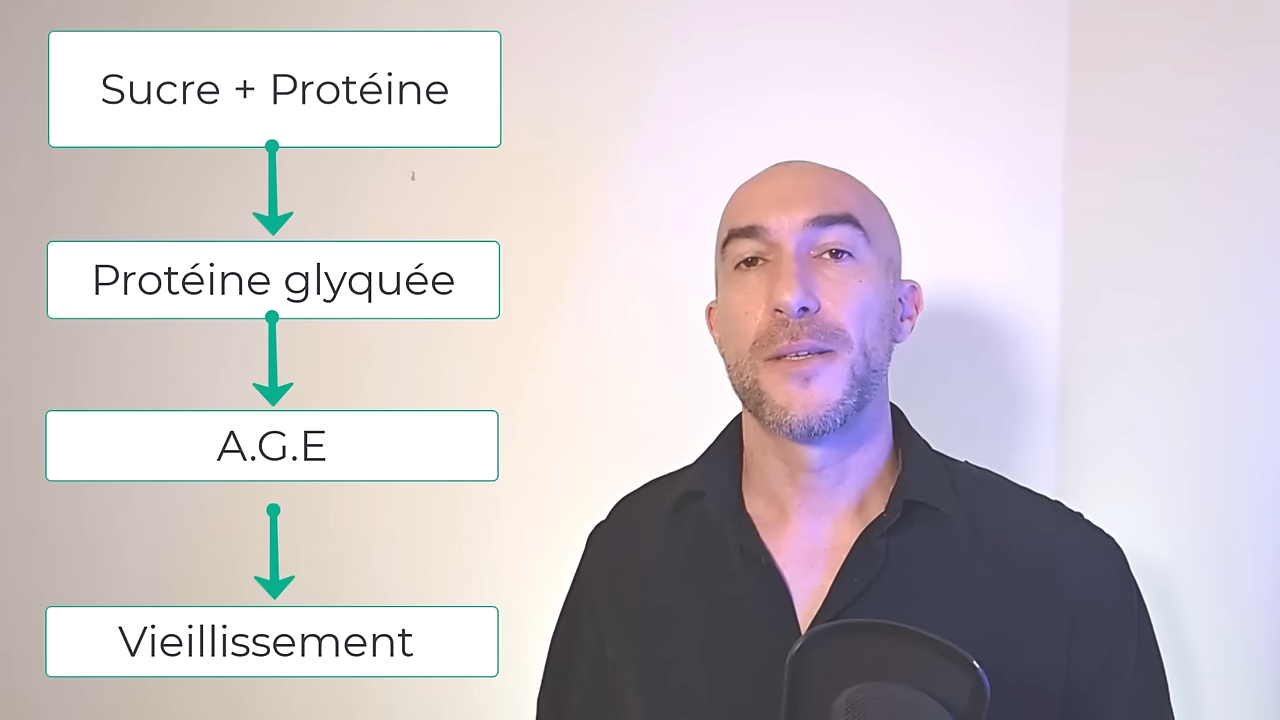 Sucre + Protéine
Protéine glyquée
A.G.E
Vieillissement